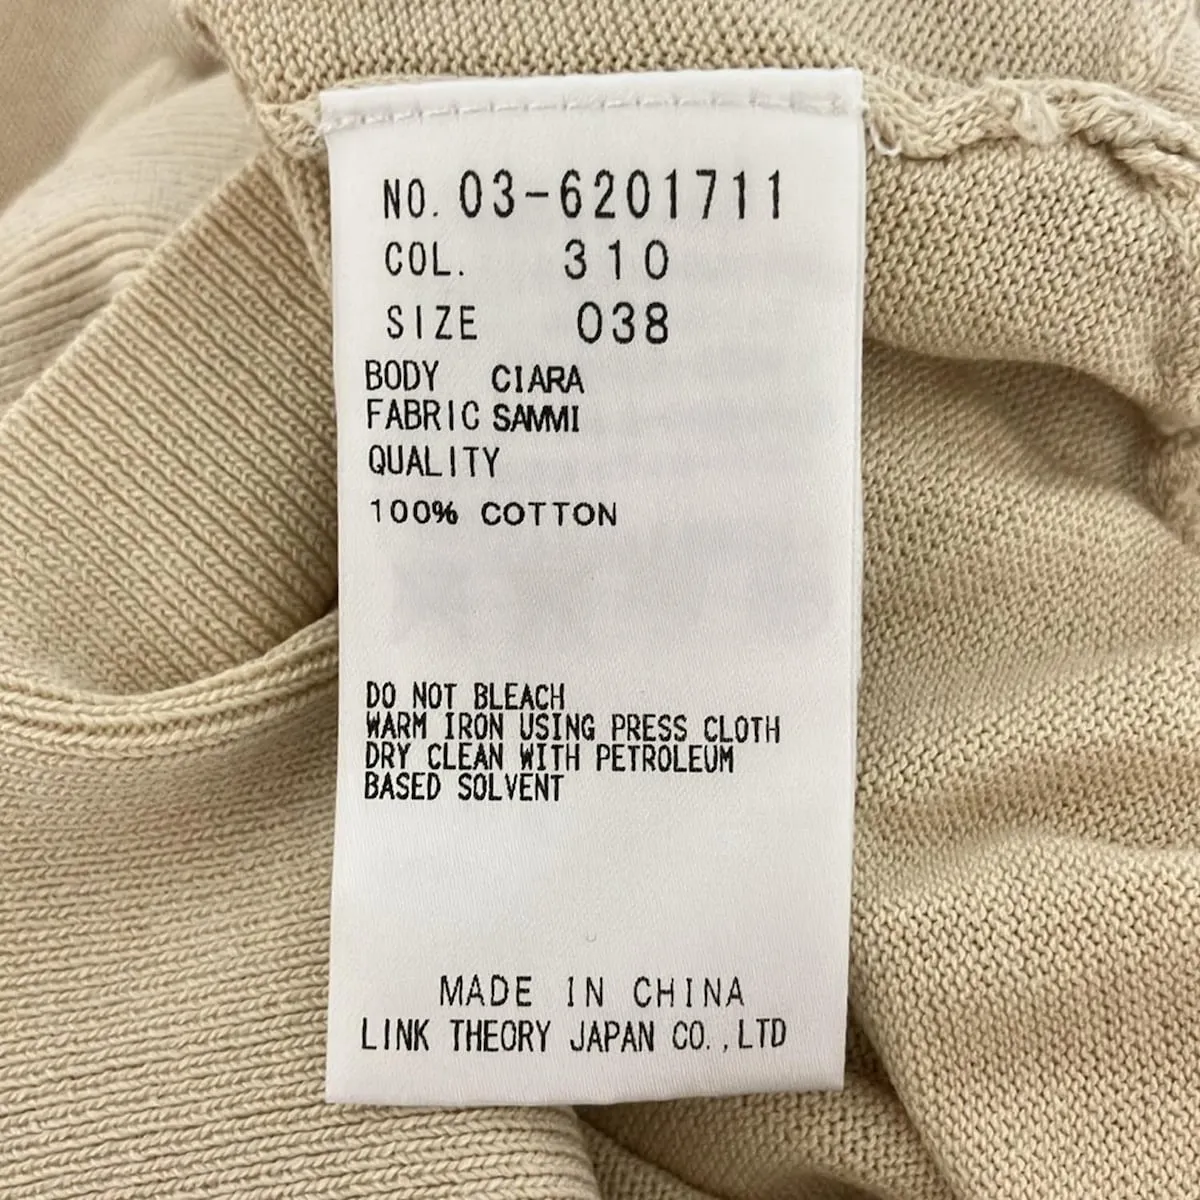 NO. 03-6201711
COL. 310
SIZE 038
BODY CIARA
FABRIC SAMMI
QUALITY
100% COTTON
DO NOT BLEACH
WARM IRON USING PRESS CLOTH
DRY CLEAN WITH PETROLEUM
BASED SOLVENT
MADE IN CHINA
LINK THEORY JAPAN CO.,LTD